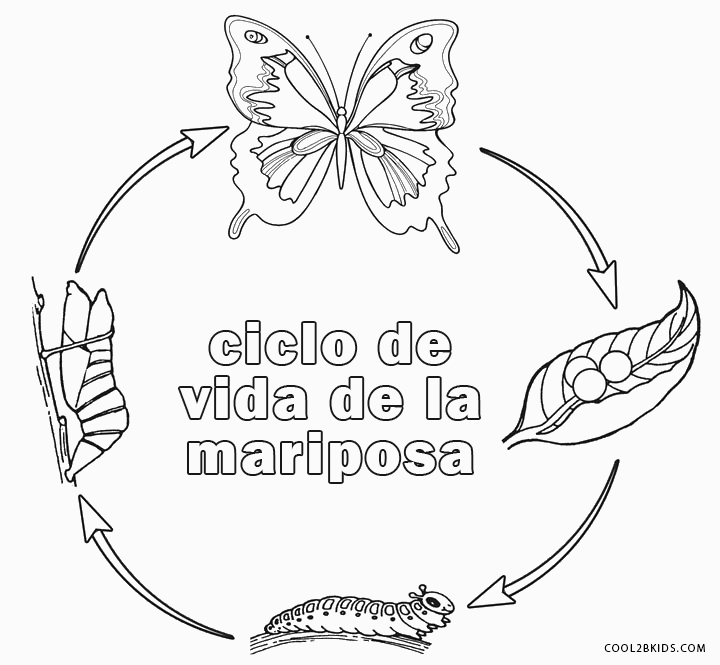 ciclo de
vida de la
mariposa
COOL2BKIDS.COM